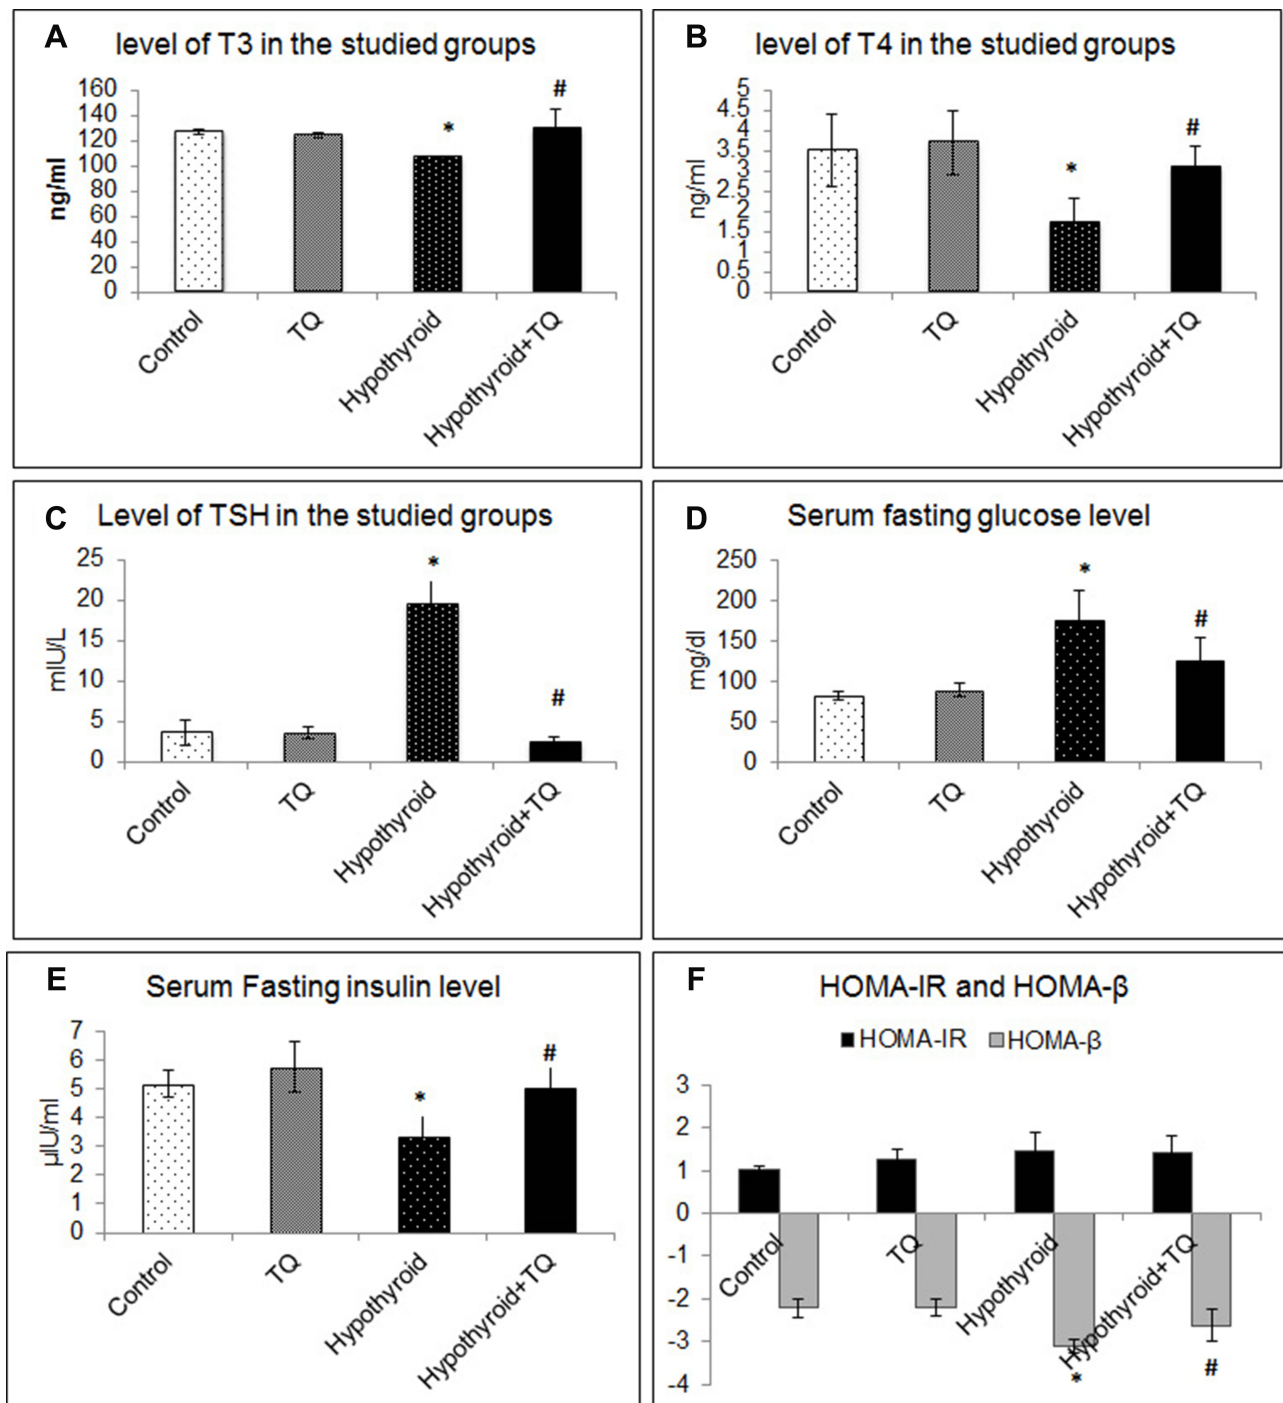 A level of T3 in the studied groups
160
140
120
100
80
60
40
20
0
ng/ml
*
#
Control
TQ
Hypothyroid
Hypothyroid+TQ
B level of T4 in the studied groups
5
4.5
4
3.5
3
2.5
2
1.5
1
0.5
0
ng/ml
*
#
Control
TQ
Hypothyroid
Hypothyroid+TQ
C Level of TSH in the studied groups
25
20
15
10
5
0
mIU/L
*
#
Control
TQ
Hypothyroid
Hypothyroid+TQ
D Serum fasting glucose level
250
200
150
100
50
0
mg/dl
*
#
Control
TQ
Hypothyroid
Hypothyroid+TQ
E Serum Fasting insulin level
7
6
5
4
3
2
1
0
µIU/ml
*
#
Control
TQ
Hypothyroid
Hypothyroid+TQ
F HOMA-IR and HOMA-β
HOMA-IR HOMA-β
3
2
1
0
-1
-2
-3
-4
Control
TQ
Hypothyroid
Hypothyroid+TQ
*
#